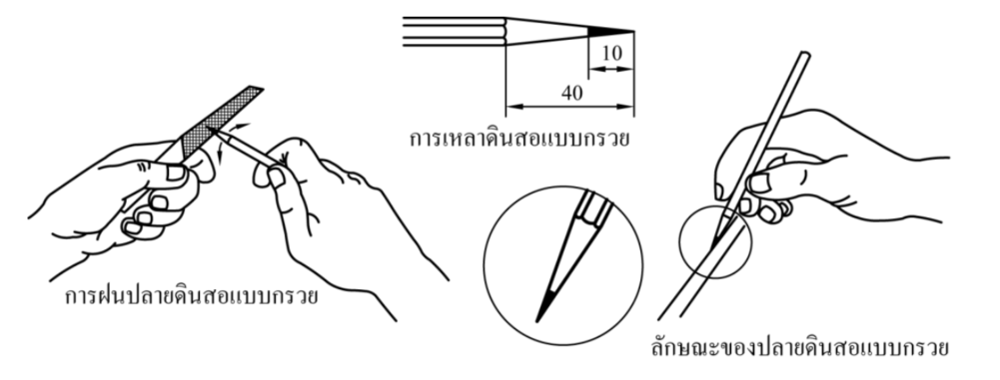 10
40
การเหลาดินสอแบบกรวย
การฝนปลายดินสอแบบกรวย
ลักษณะของปลายดินสอแบบกรวย